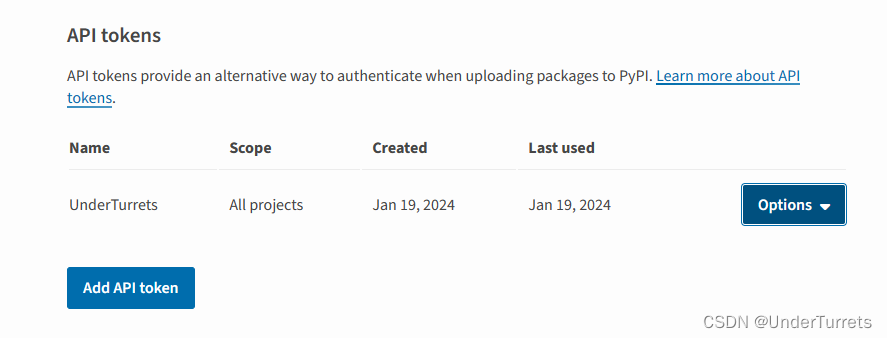 API tokens
API tokens provide an alternative way to authenticate when uploading packages to PyPI. Learn more about API
tokens.
Name Scope Created Last used
UnderTurrets All projects Jan 19, 2024 Jan 19, 2024 Options
Add API token
CSDN @UnderTurrets